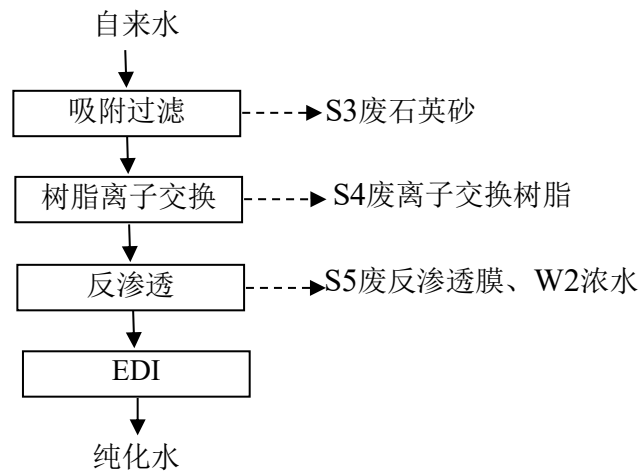 自来水
吸附过滤
S3废石英砂
树脂离子交换
S4废离子交换树脂
反渗透
S5废反渗透膜、W2浓水
EDI
纯化水